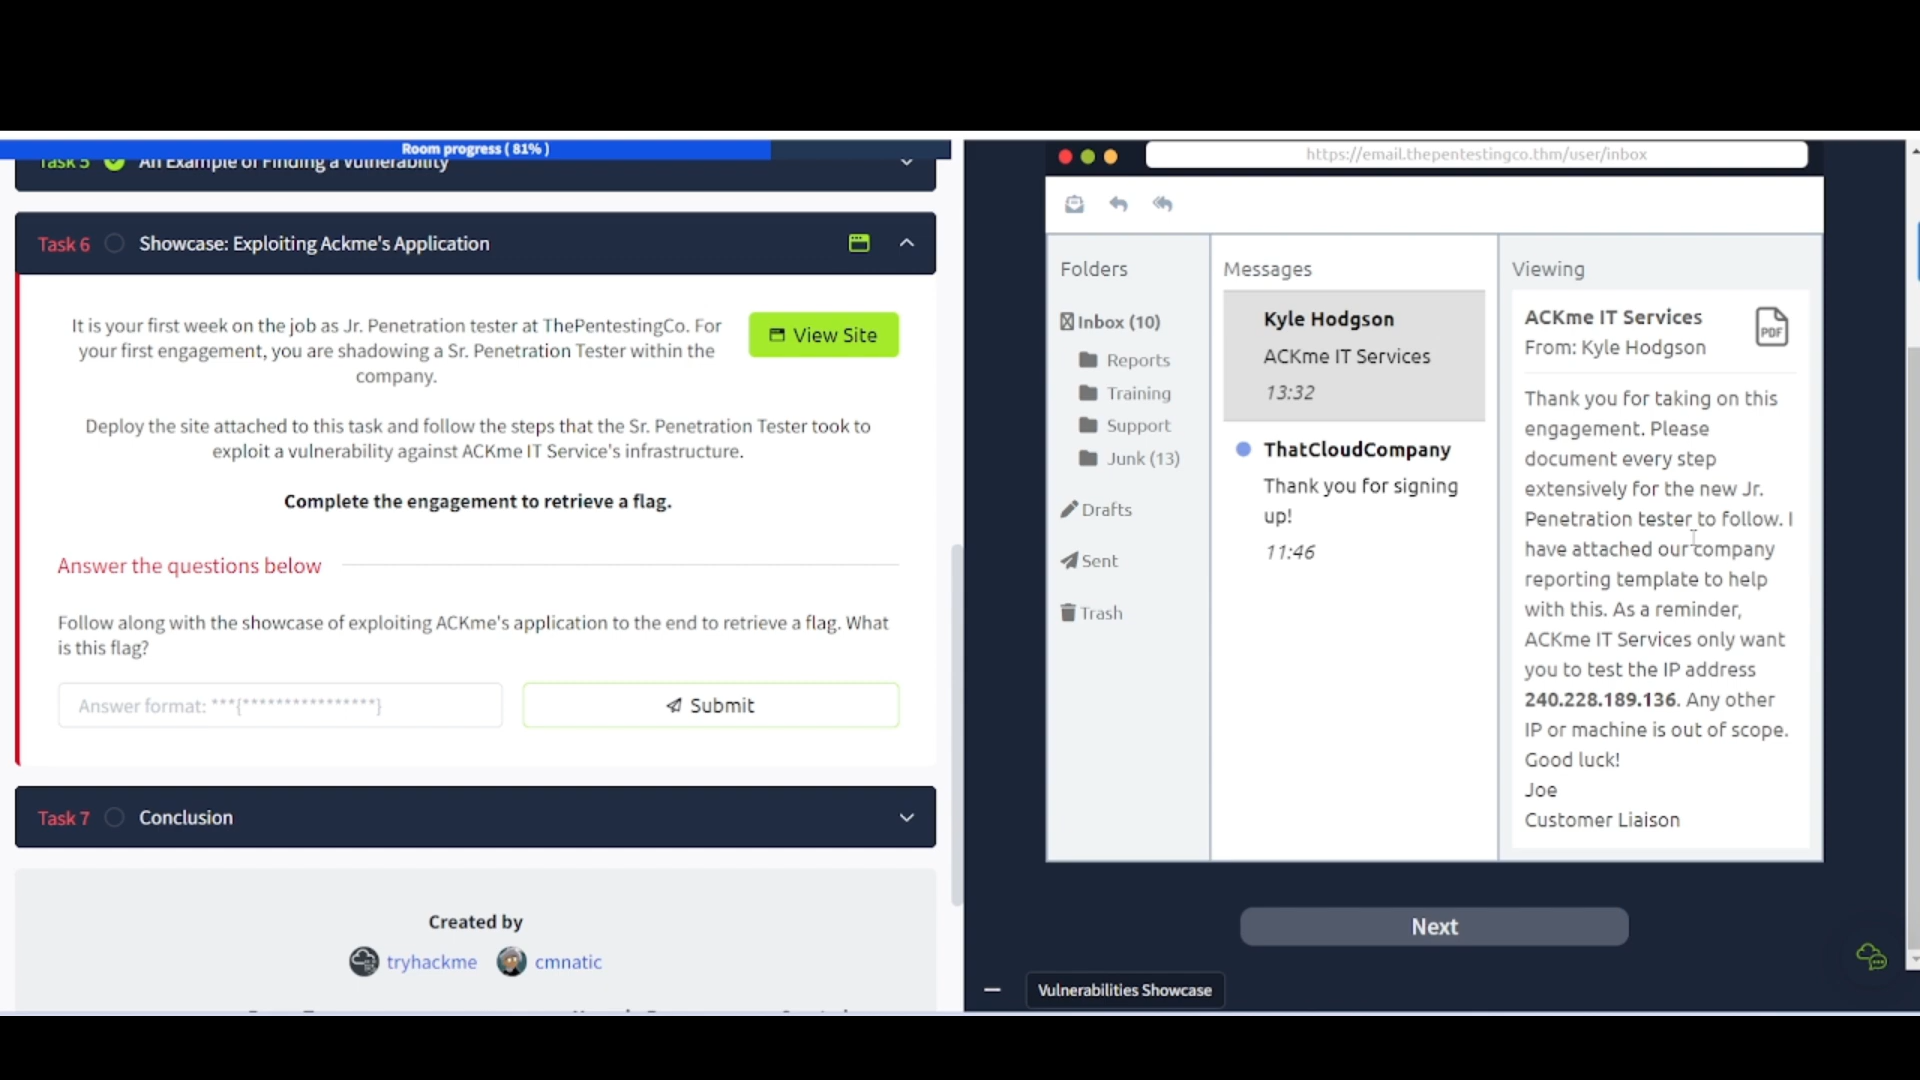 Room progress ( 81% )
Task 5 An Example of Finding a Vulnerability
Task 6 Showcase: Exploiting Ackme's Application
It is your first week on the job as Jr. Penetration tester at ThePentestingCo. For
your first engagement, you are shadowing a Sr. Penetration Tester within the
company.
View Site
Deploy the site attached to this task and follow the steps that the Sr. Penetration Tester took to
exploit a vulnerability against ACKme IT Service's infrastructure.
Complete the engagement to retrieve a flag.
Answer the questions below
Follow along with the showcase of exploiting ACKme's application to the end to retrieve a flag. What
is this flag?
Answer format: ***{****************}
Submit
Task 7 Conclusion
Created by
tryhackme cmnatic
https://email.thepentestingco.thm/user/inbox
Folders
Inbox (10)
Reports
Training
Support
Junk (13)
Drafts
Sent
Trash
Messages
Kyle Hodgson
ACKme IT Services
13:32
ThatCloudCompany
Thank you for signing
up!
11:46
Viewing
ACKme IT Services
From: Kyle Hodgson
PDF
Thank you for taking on this
engagement. Please
document every step
extensively for the new Jr.
Penetration tester to follow. I
have attached our company
reporting template to help
with this. As a reminder,
ACKme IT Services only want
you to test the IP address
240.228.189.136. Any other
IP or machine is out of scope.
Good luck!
Joe
Customer Liaison
Next
Vulnerabilities Showcase